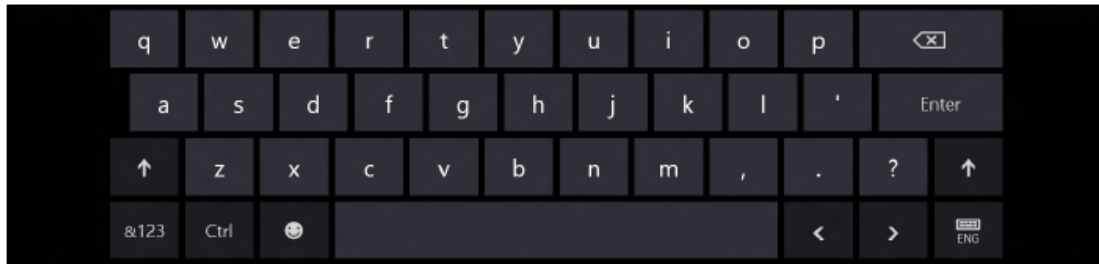 q w e r t y u i o p
a s d f g h j k l ' Enter
z x c v b n m , . ?
&123 Ctrl < > ENG